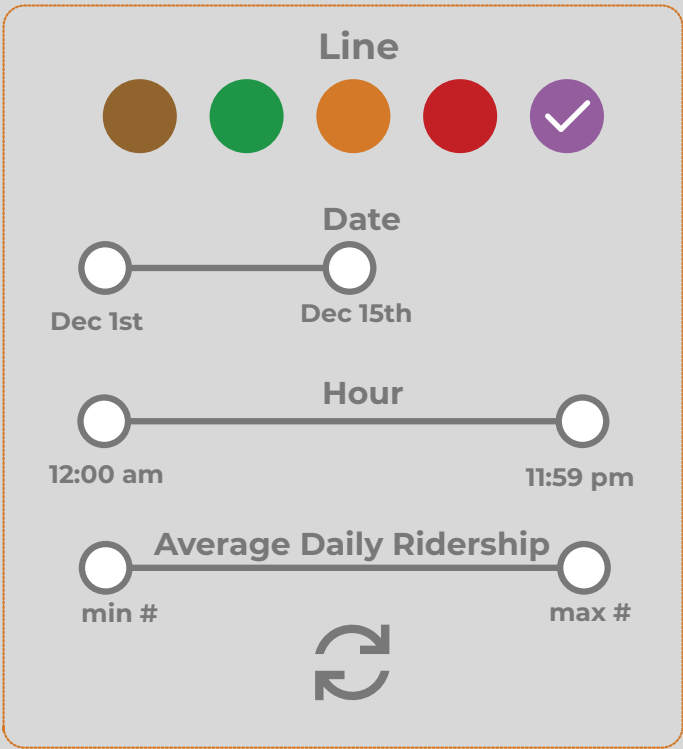 Line
Date
Dec 1st
Dec 15th
Hour
12:00 am
11:59 pm
Average Daily Ridership
min #
max #